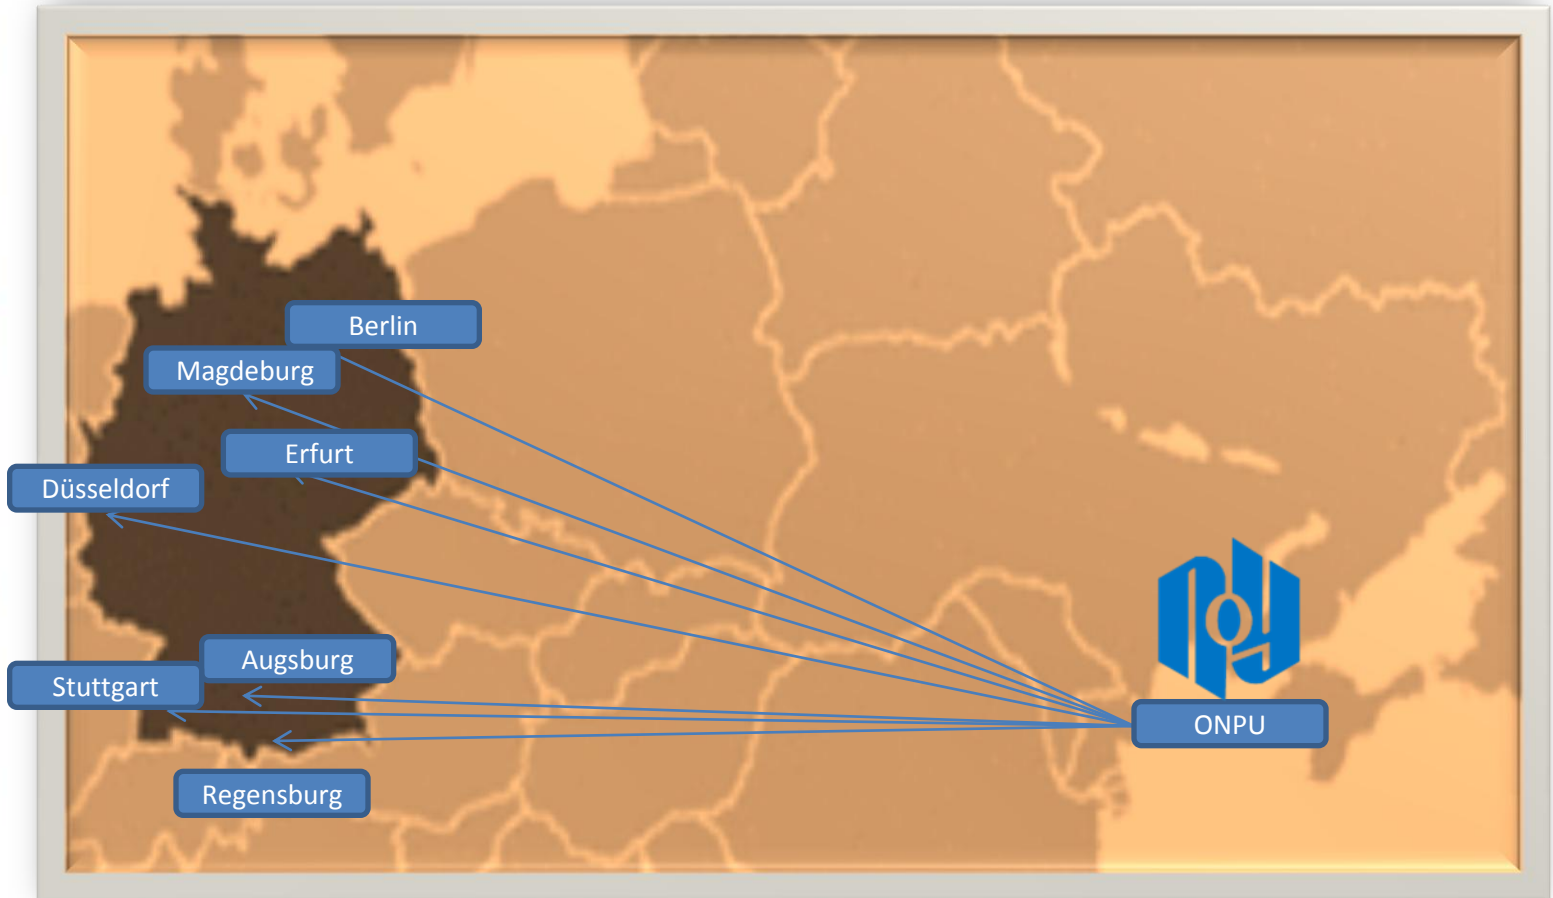 Berlin
Magdeburg
Erfurt
Düsseldorf
Augsburg
Stuttgart
ONPU
Regensburg